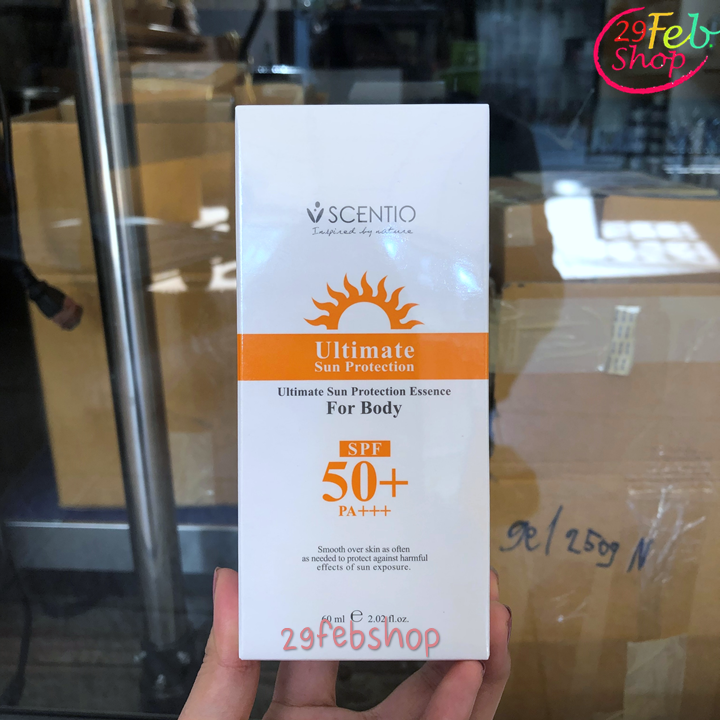 29Feb
Shop
SCENTIO
Inspired by nature
Ultimate
Sun Protection
Ultimate Sun Protection Essence
For Body
SPF
50+
PA+++
Smooth over skin as often
as needed to protect against harmful
effects of sun exposure.
60 ml ℮ 2.02 fl.oz.
29febshop
ge/250g N